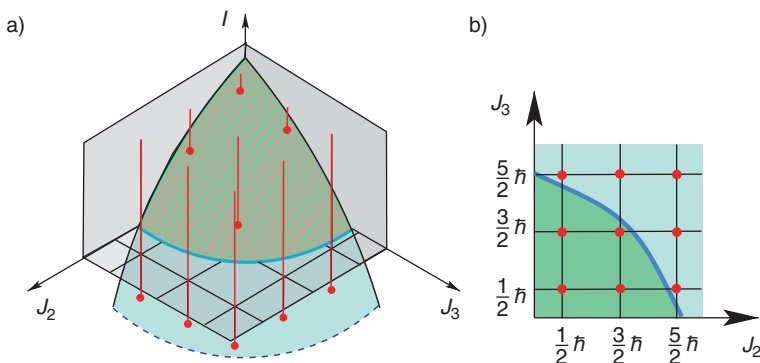 a)
I
J₂
J₃
b)
J₃
5/2 ħ
3/2 ħ
1/2 ħ
1/2 ħ 3/2 ħ 5/2 ħ
J₂